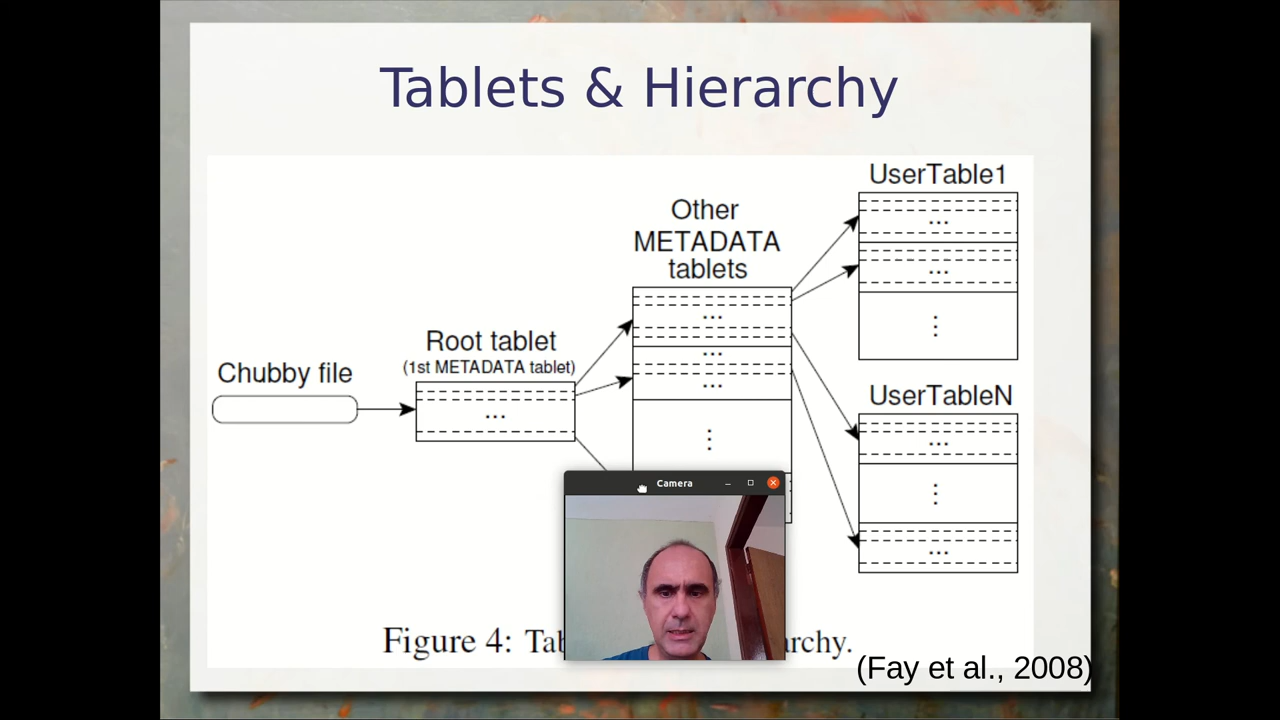 Tablets & Hierarchy
UserTable1
Other
METADATA
tablets
...
...
Root tablet
(1st METADATA tablet)
Chubby file
...
...
...
...
UserTableN
...
...
Camera
Figure 4:
archy.
(Fay et al., 2008)